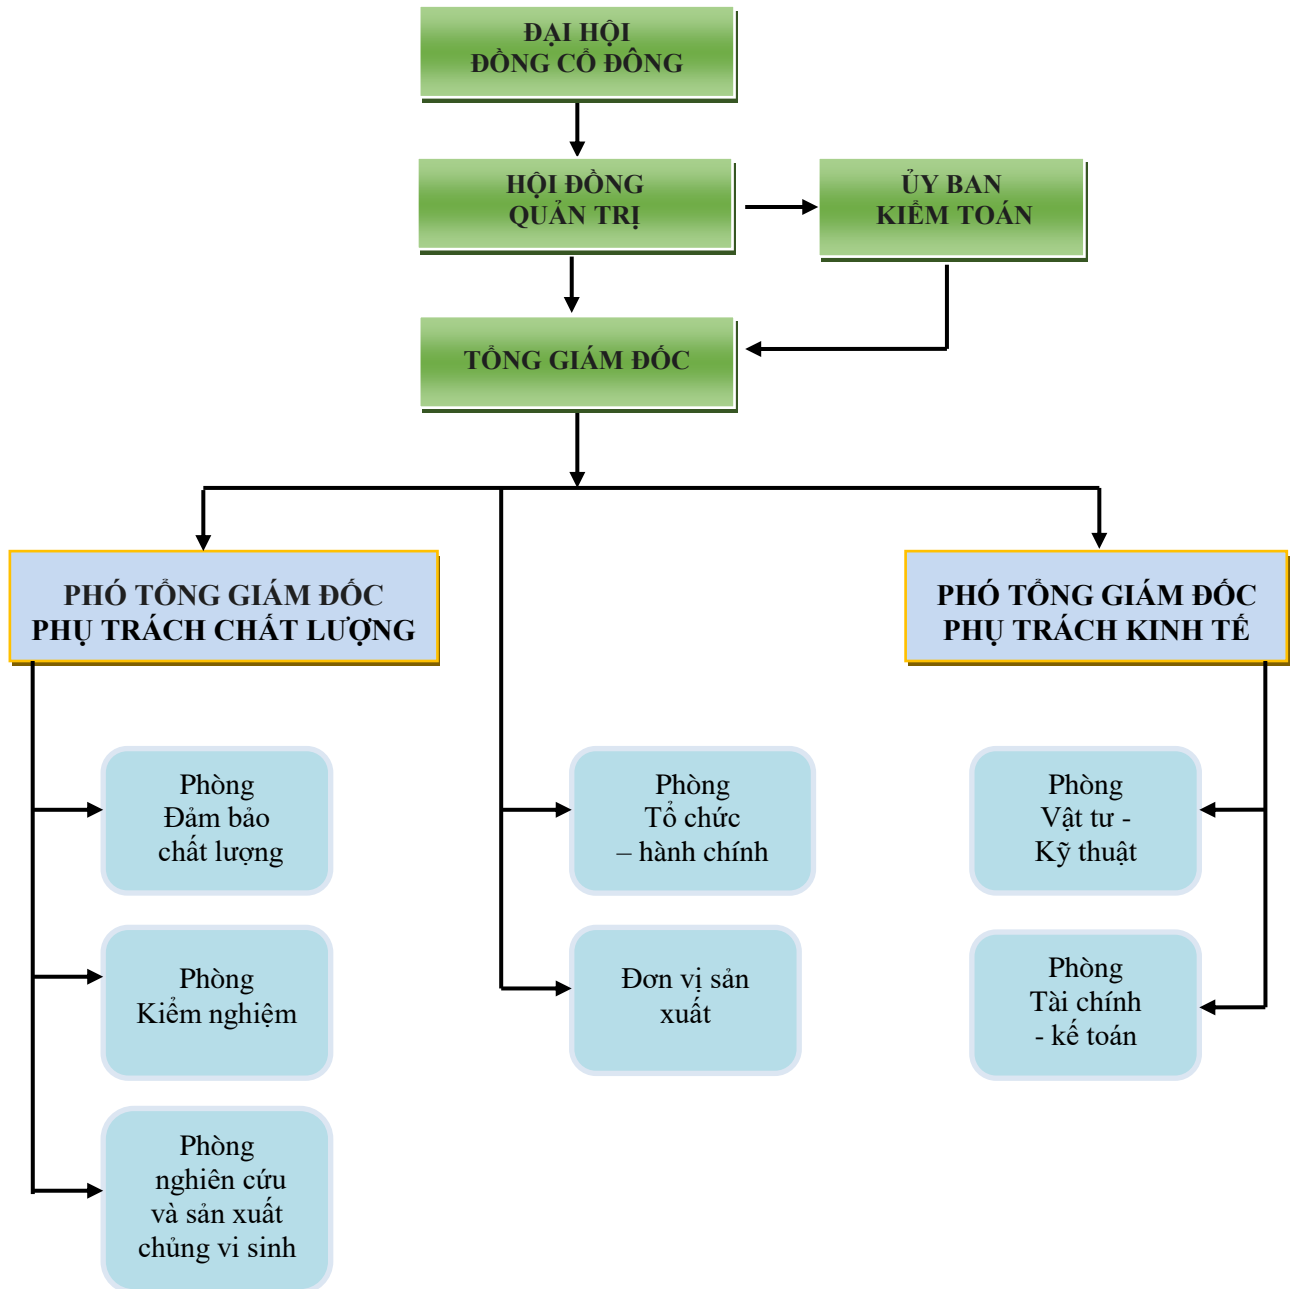 ĐẠI HỘI
ĐỒNG CỔ ĐÔNG
HỘI ĐỒNG
QUẢN TRỊ
ỦY BAN
KIỂM TOÁN
TỔNG GIÁM ĐỐC
PHÓ TỔNG GIÁM ĐỐC
PHỤ TRÁCH CHẤT LƯỢNG
PHÓ TỔNG GIÁM ĐỐC
PHỤ TRÁCH KINH TẾ
Phòng
Đảm bảo
chất lượng
Phòng
Tổ chức
– hành chính
Phòng
Vật tư -
Kỹ thuật
Phòng
Kiểm nghiệm
Đơn vị sản
xuất
Phòng
Tài chính
- kế toán
Phòng
nghiên cứu
và sản xuất
chủng vi sinh